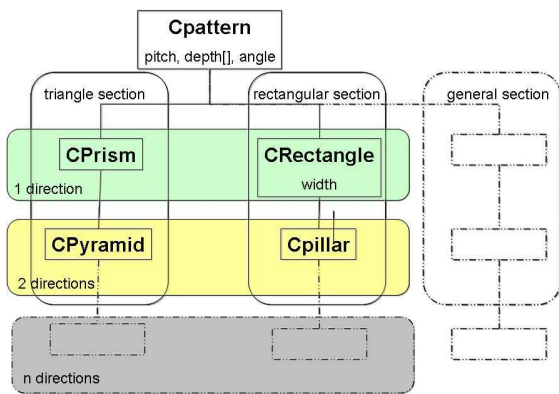 Cpattern
pitch, depth[], angle
triangle section
rectangular section
general section
CPrism
CRectangle
width
1 direction
CPyramid
Cpillar
2 directions
n directions